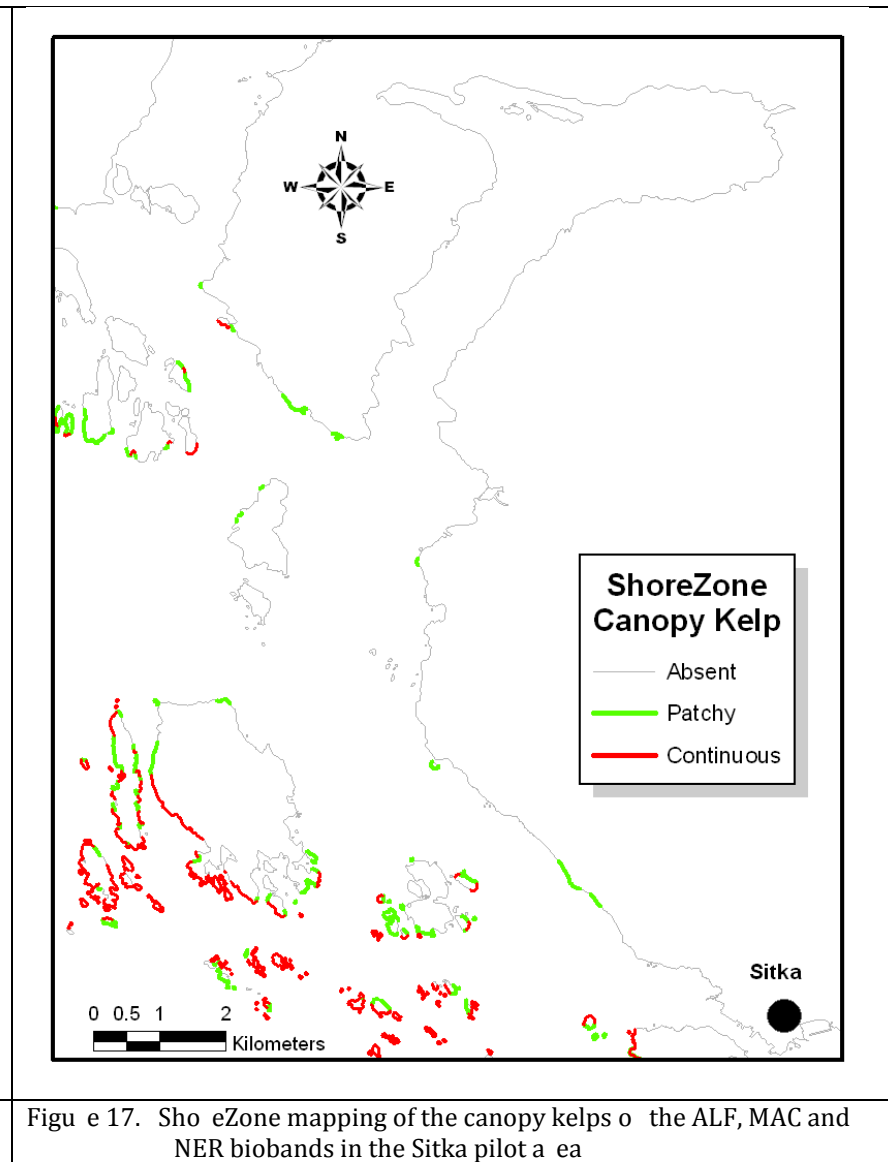 N
W E
S
ShoreZone
Canopy Kelp
Absent
Patchy
Continuous
Sitka
0 0.5 1 2
Kilometers
Figu e 17. Sho eZone mapping of the canopy kelps o the ALF, MAC and
NER biobands in the Sitka pilot a ea